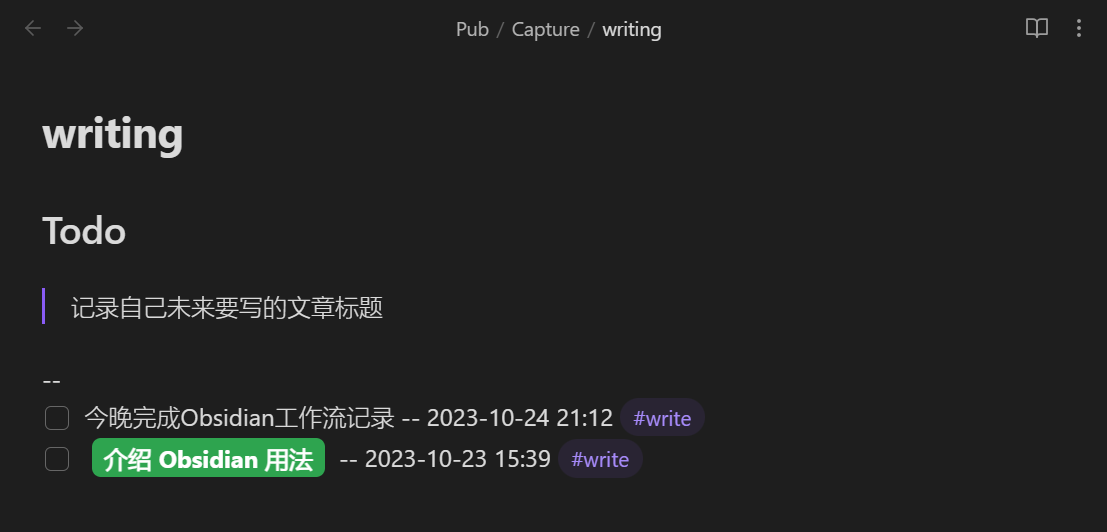 Pub / Capture / writing
writing
Todo
记录自己未来要写的文章标题
--
今晚完成Obsidian工作流记录 -- 2023-10-24 21:12 #write
介绍 Obsidian 用法 -- 2023-10-23 15:39 #write